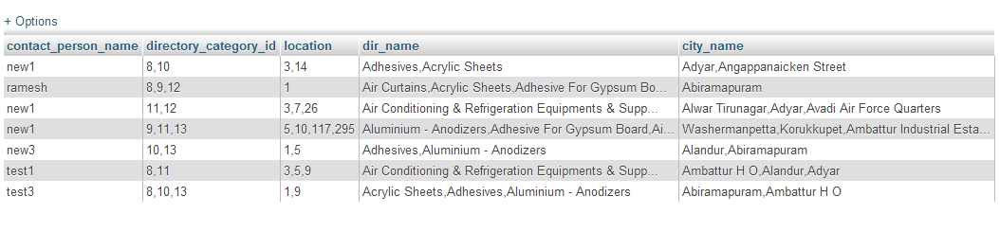 + Options
contact_person_name directory_category_id location dir_name city_name
new1 8,10 3,14 Adhesives,Acrylic Sheets Adyar,Angappanaicken Street
ramesh 8,9,12 1 Air Curtains,Acrylic Sheets,Adhesive For Gypsum Bo... Abiramapuram
new1 11,12 3,7,26 Air Conditioning & Refrigeration Equipments & Supp... Alwar Tirunagar,Adyar,Avadi Air Force Quarters
new1 9,11,13 5,10,117,295 Aluminium - Anodizers,Adhesive For Gypsum Board,Ai... Washermanpetta,Korukkupet,Ambattur Industrial Esta...
new3 10,13 1,5 Adhesives,Aluminium - Anodizers Alandur,Abiramapuram
test1 8,11 3,5,9 Air Conditioning & Refrigeration Equipments & Supp... Ambattur H O,Alandur,Adyar
test3 8,10,13 1,9 Acrylic Sheets,Adhesives,Aluminium - Anodizers Abiramapuram,Ambattur H O